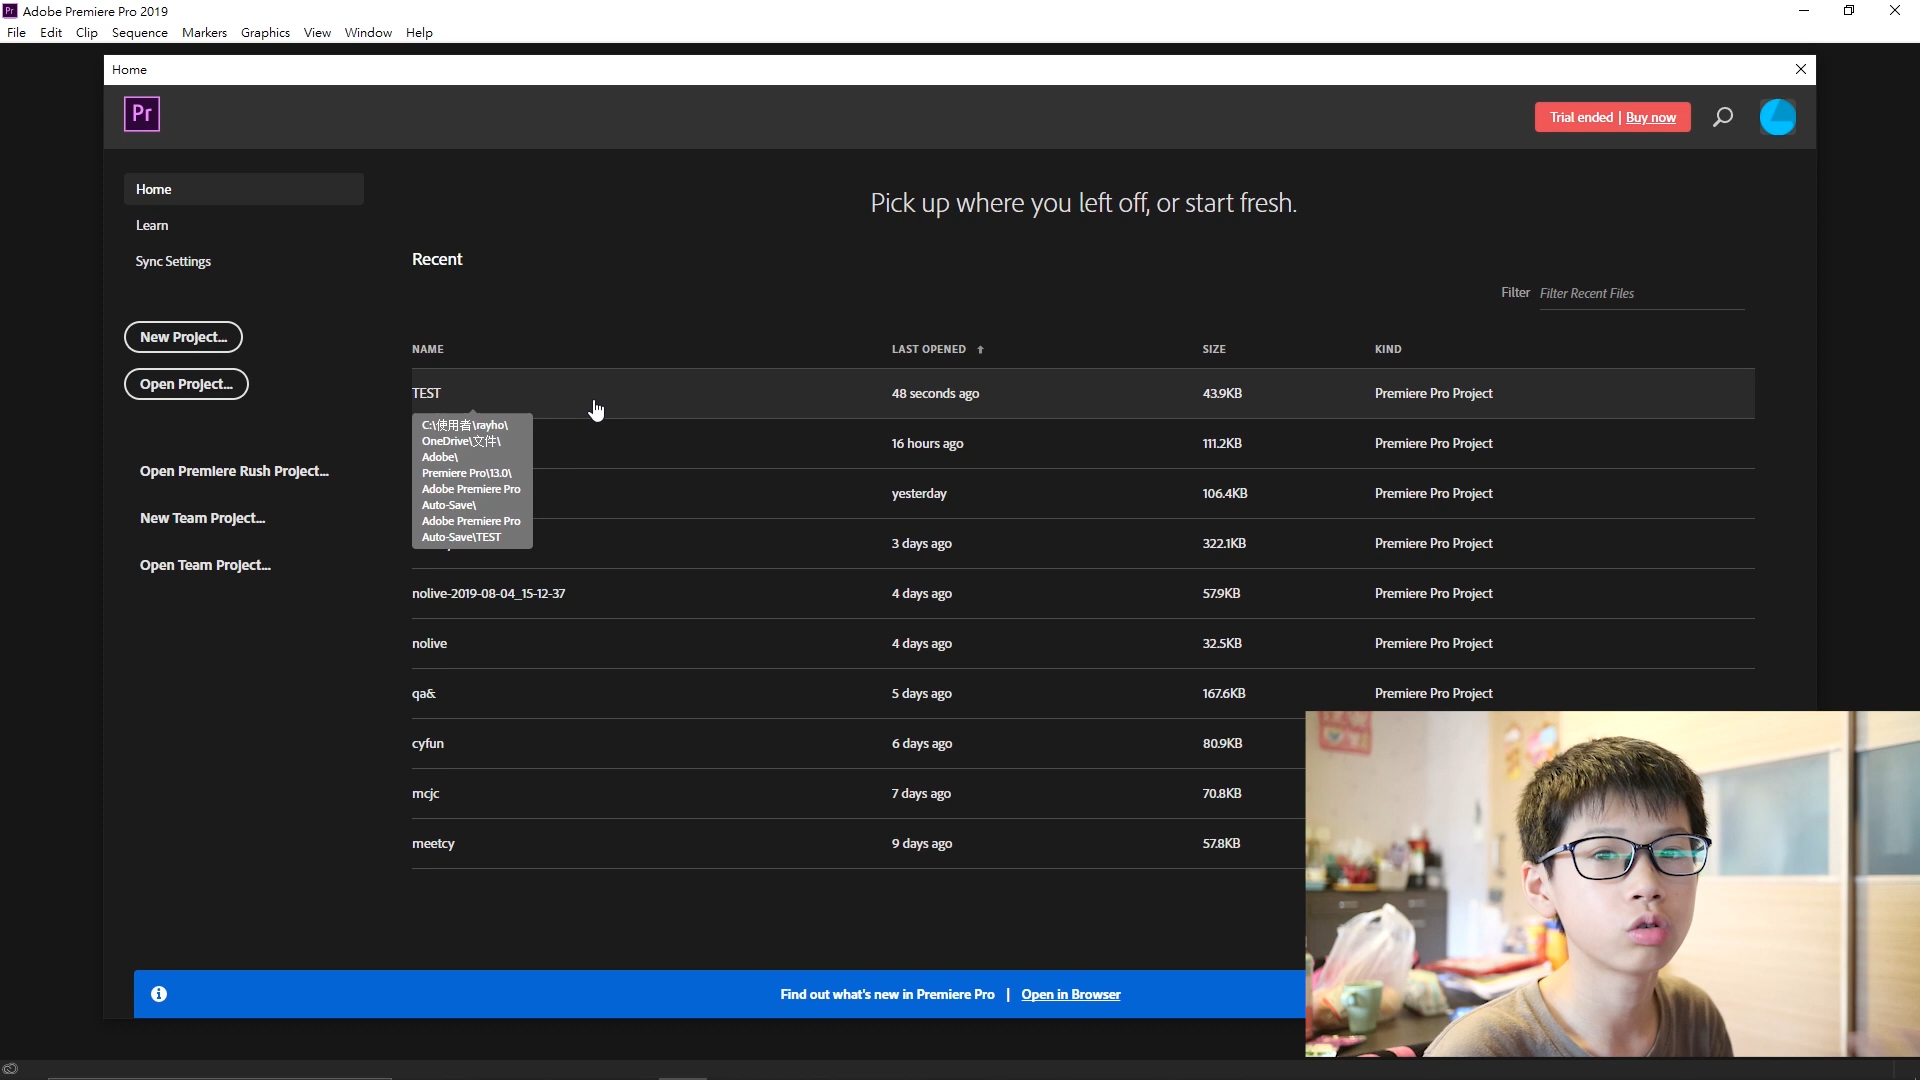 Pr Adobe Premiere Pro 2019
File Edit Clip Sequence Markers Graphics View Window Help
Home
Pr
Trial ended | Buy now
Home
Learn
Sync Settings
New Project...
Open Project...
Open Premiere Rush Project...
New Team Project...
Open Team Project...
Pick up where you left off, or start fresh.
Recent
Filter Filter Recent Files
NAME LAST OPENED SIZE KIND
TEST 48 seconds ago 43.9KB Premiere Pro Project
C:\使用者\rayho\
OneDrive\文件\
Adobe\
Premiere Pro\13.0\
Adobe Premiere Pro
Auto-Save\
Adobe Premiere Pro
Auto-Save\TEST
16 hours ago 111.2KB Premiere Pro Project
yesterday 106.4KB Premiere Pro Project
3 days ago 322.1KB Premiere Pro Project
nolive-2019-08-04_15-12-37 4 days ago 57.9KB Premiere Pro Project
nolive 4 days ago 32.5KB Premiere Pro Project
qa& 5 days ago 167.6KB Premiere Pro Project
cyfun 6 days ago 80.9KB
mcjc 7 days ago 70.8KB
meetcy 9 days ago 57.8KB
Find out what's new in Premiere Pro | Open in Browser